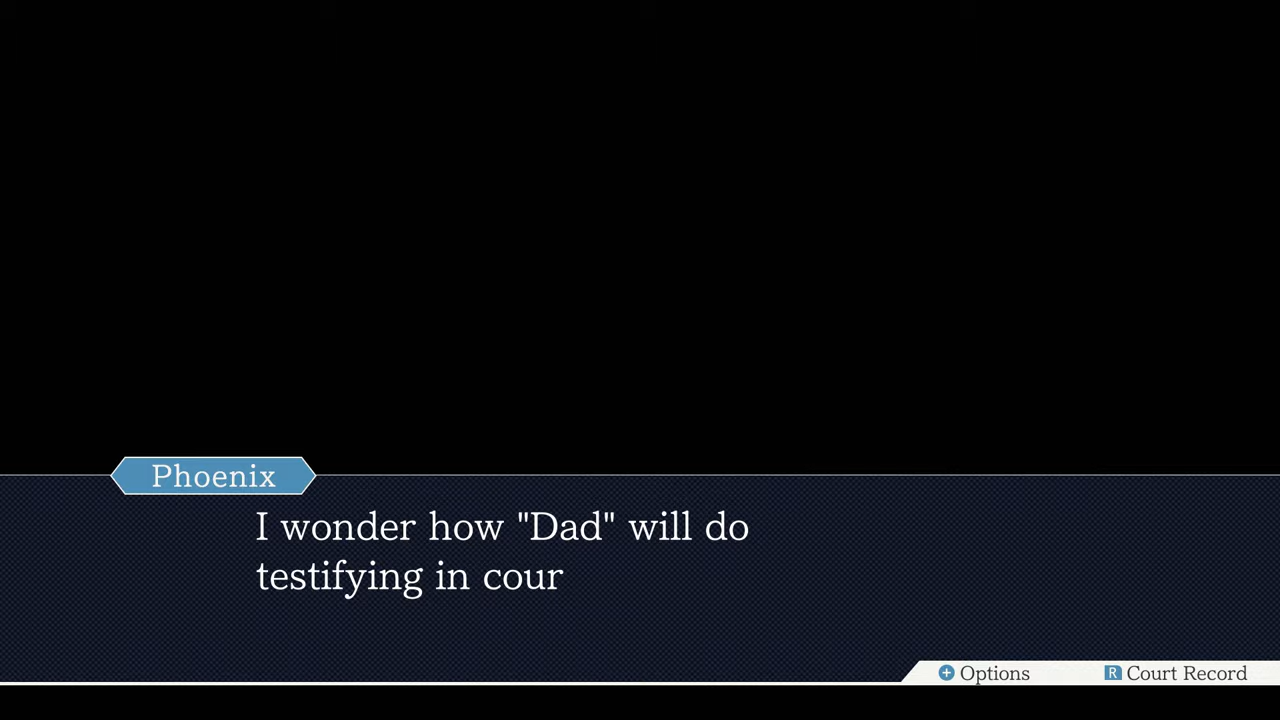 Phoenix
I wonder how "Dad" will do
testifying in cour
Options
R Court Record